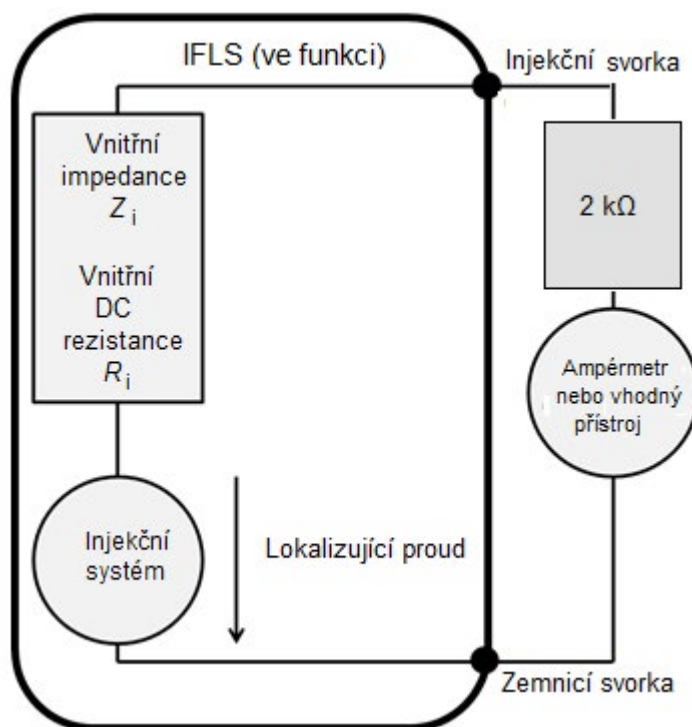 IFLS (ve funkci)
Injekční svorka
Vnitřní
impedance
Z i
Vnitřní
DC
rezistance
R i
2 kΩ
Ampérmetr
nebo vhodný
přístroj
Injekční
systém
Lokalizující proud
Zemnicí svorka